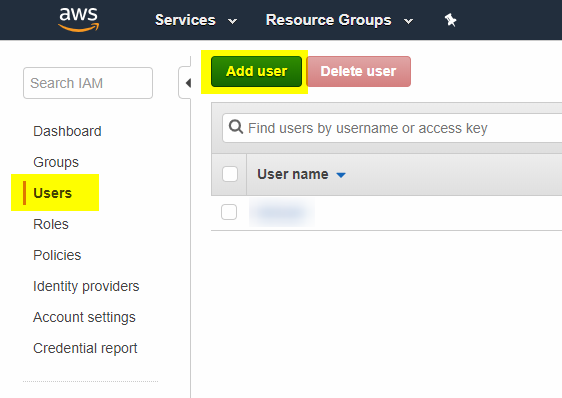 aws Services Resource Groups
Search IAM
Dashboard
Groups
Users
Roles
Policies
Identity providers
Account settings
Credential report
Add user Delete user
Find users by username or access key
User name